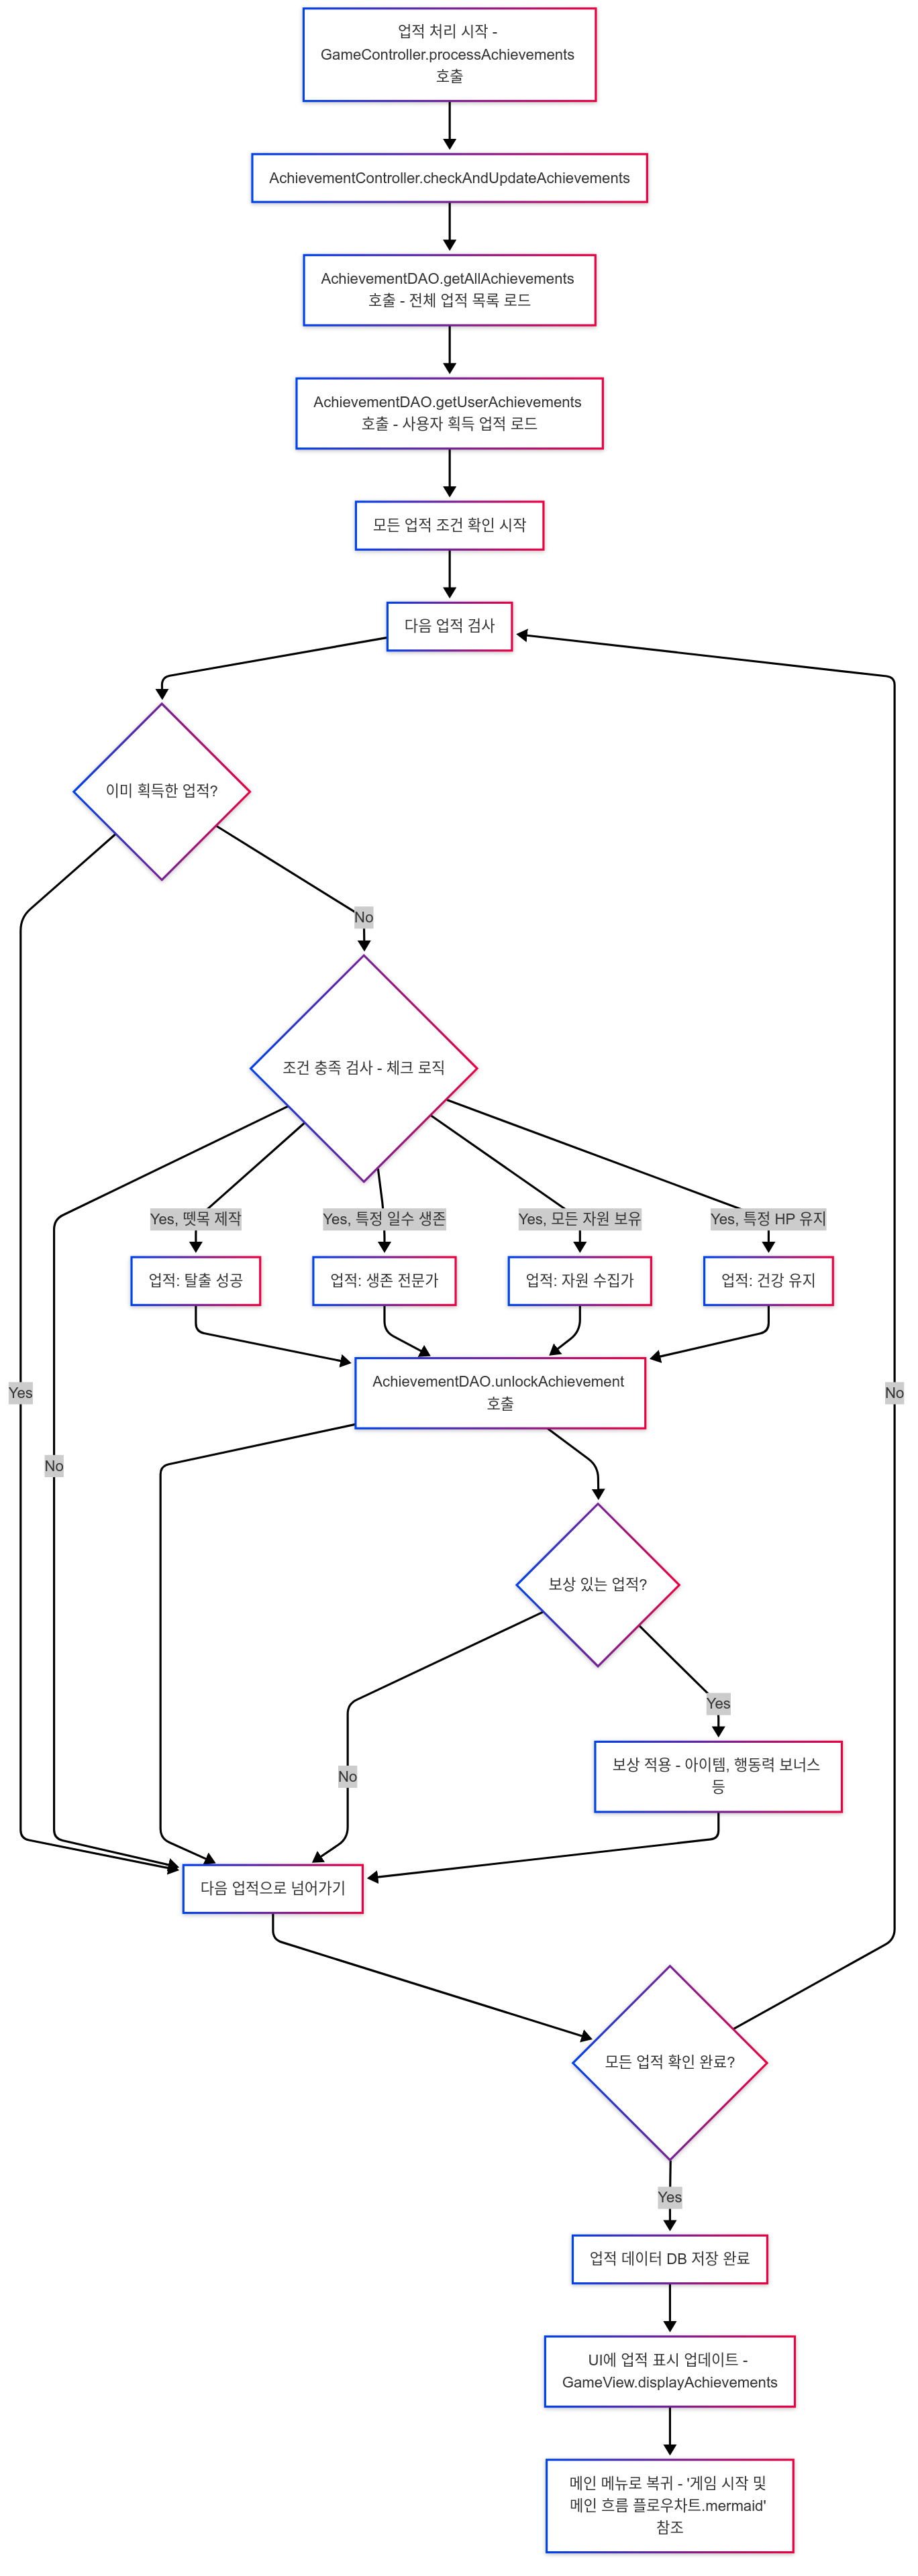 업적 처리 시작 -
GameController.processAchievements
호출
AchievementController.checkAndUpdateAchievements
AchievementDAO.getAllAchievements
호출 - 전체 업적 목록 로드
AchievementDAO.getUserAchievements
호출 - 사용자 획득 업적 로드
모든 업적 조건 확인 시작
다음 업적 검사
이미 획득한 업적?
No
조건 충족 검사 - 체크 로직
Yes, 뗏목 제작
Yes, 특정 일수 생존
Yes, 모든 자원 보유
Yes, 특정 HP 유지
업적: 탈출 성공
업적: 생존 전문가
업적: 자원 수집가
업적: 건강 유지
AchievementDAO.unlockAchievement
호출
Yes
No
No
보상 있는 업적?
Yes
No
보상 적용 - 아이템, 행동력 보너스
등
다음 업적으로 넘어가기
모든 업적 확인 완료?
Yes
업적 데이터 DB 저장 완료
UI에 업적 표시 업데이트 -
GameView.displayAchievements
메인 메뉴로 복귀 - '게임 시작 및
메인 흐름 플로우차트.mermaid'
참조